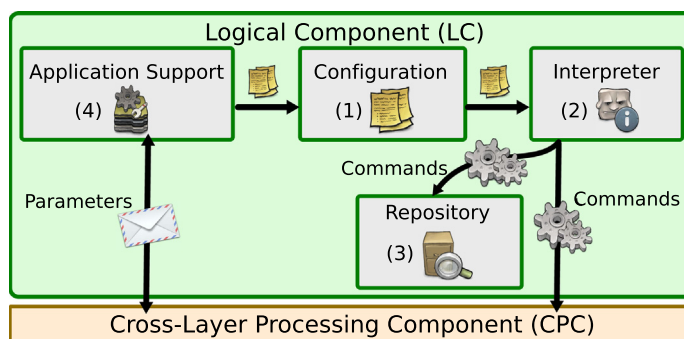 Logical Component (LC)
Application Support
(4)
Configuration
(1)
Interpreter
(2)
Commands
Parameters
Repository
(3)
Commands
Cross-Layer Processing Component (CPC)